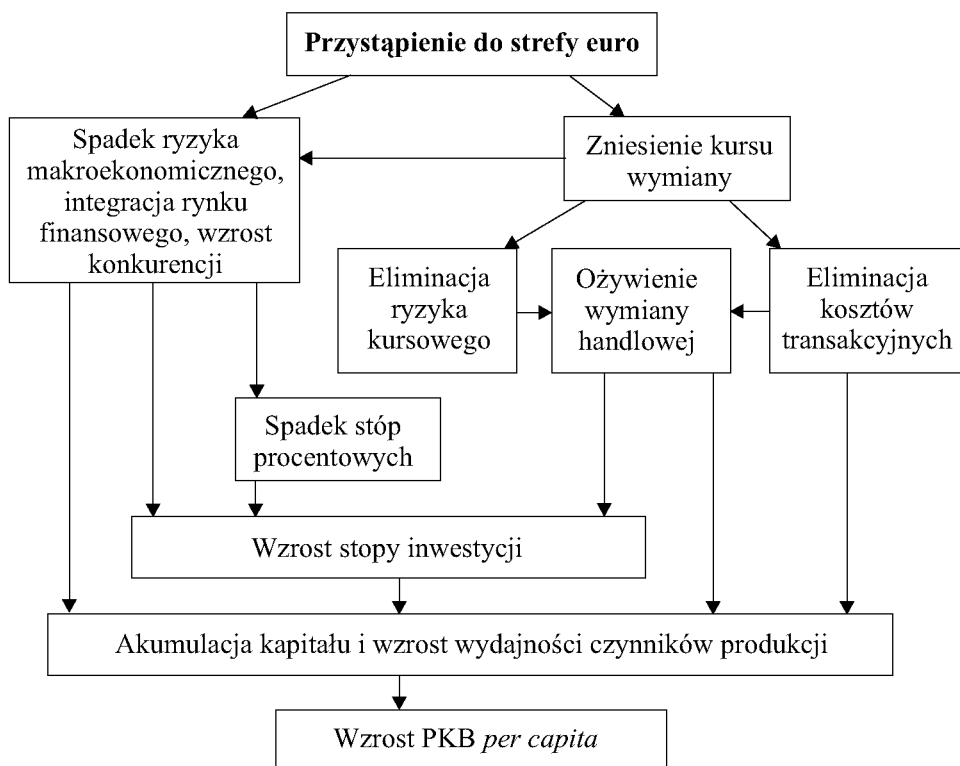 Przystąpienie do strefy euro
Spadek ryzyka
makroekonomicznego,
integracja rynku
finansowego, wzrost
konkurencji
Zniesienie kursu
wymiany
Eliminacja
ryzyka
kursowego
Ożywienie
wymiany
handlowej
Eliminacja
kosztów
transakcyjnych
Spadek stóp
procentowych
Wzrost stopy inwestycji
Akumulacja kapitału i wzrost wydajności czynników produkcji
Wzrost PKB per capita